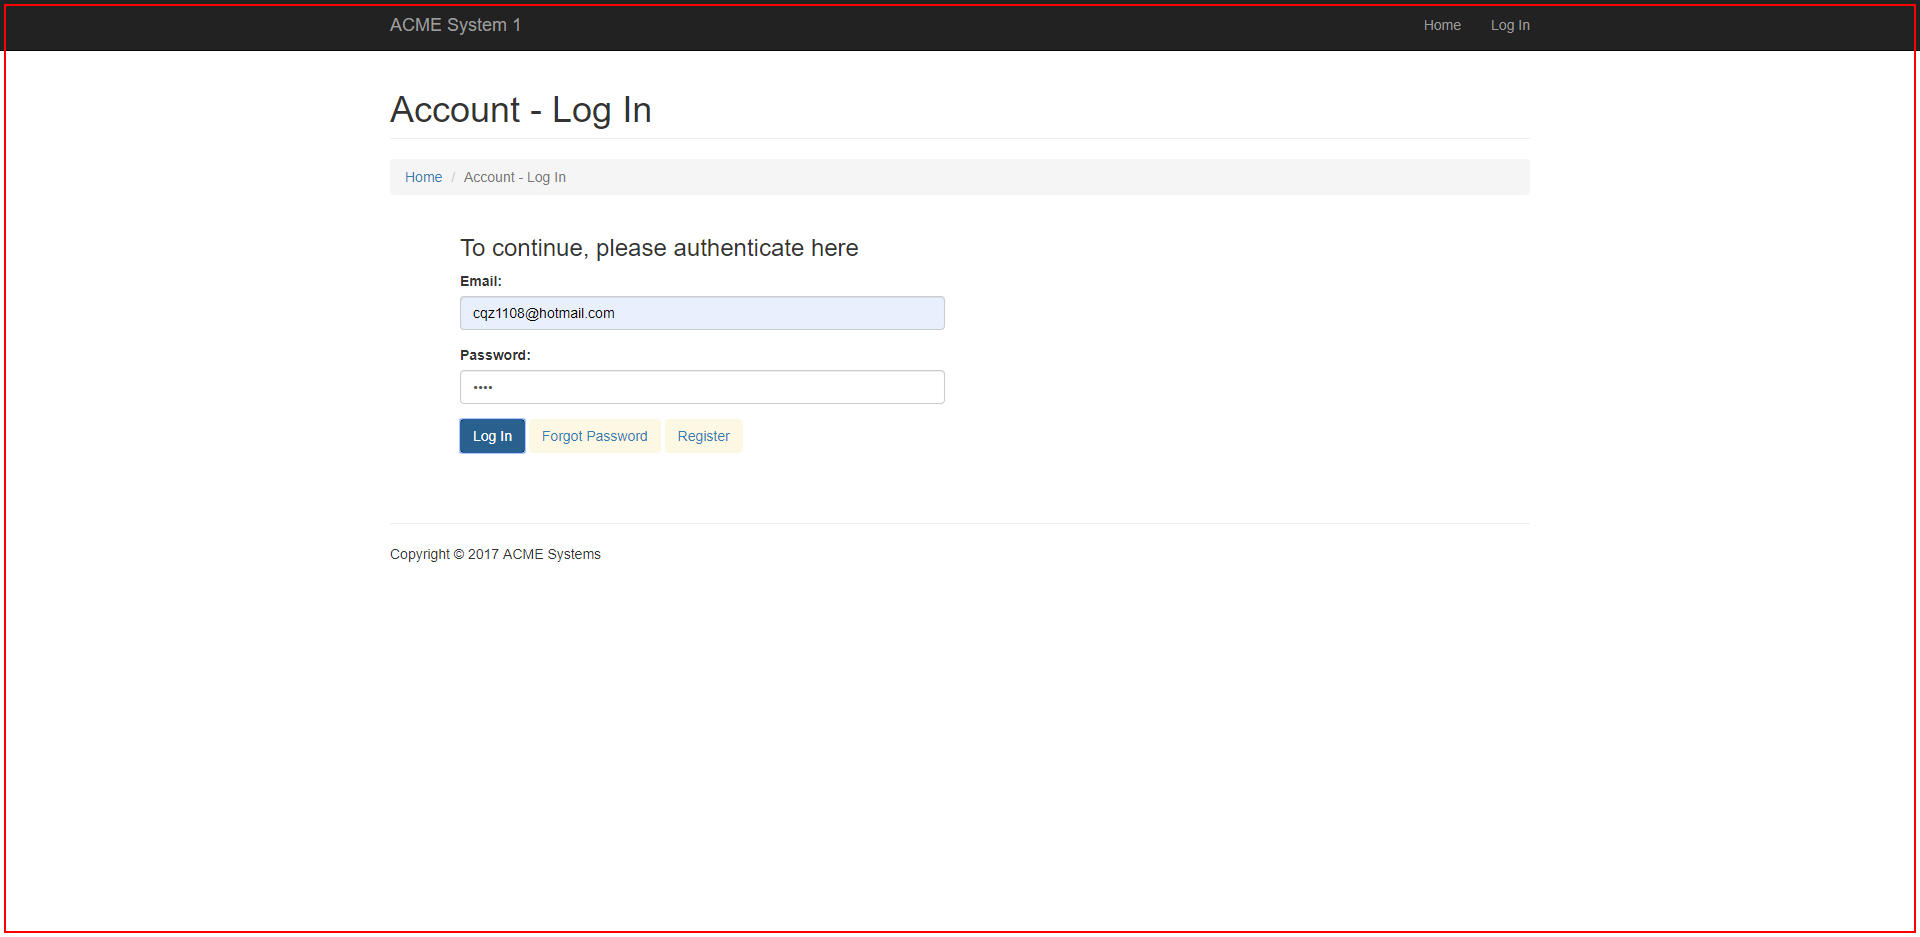 ACME System 1 Home Log In
Account - Log In
Home / Account - Log In
To continue, please authenticate here
Email:
cqz1108@hotmail.com
Password:
••••
Log In Forgot Password Register
Copyright © 2017 ACME Systems